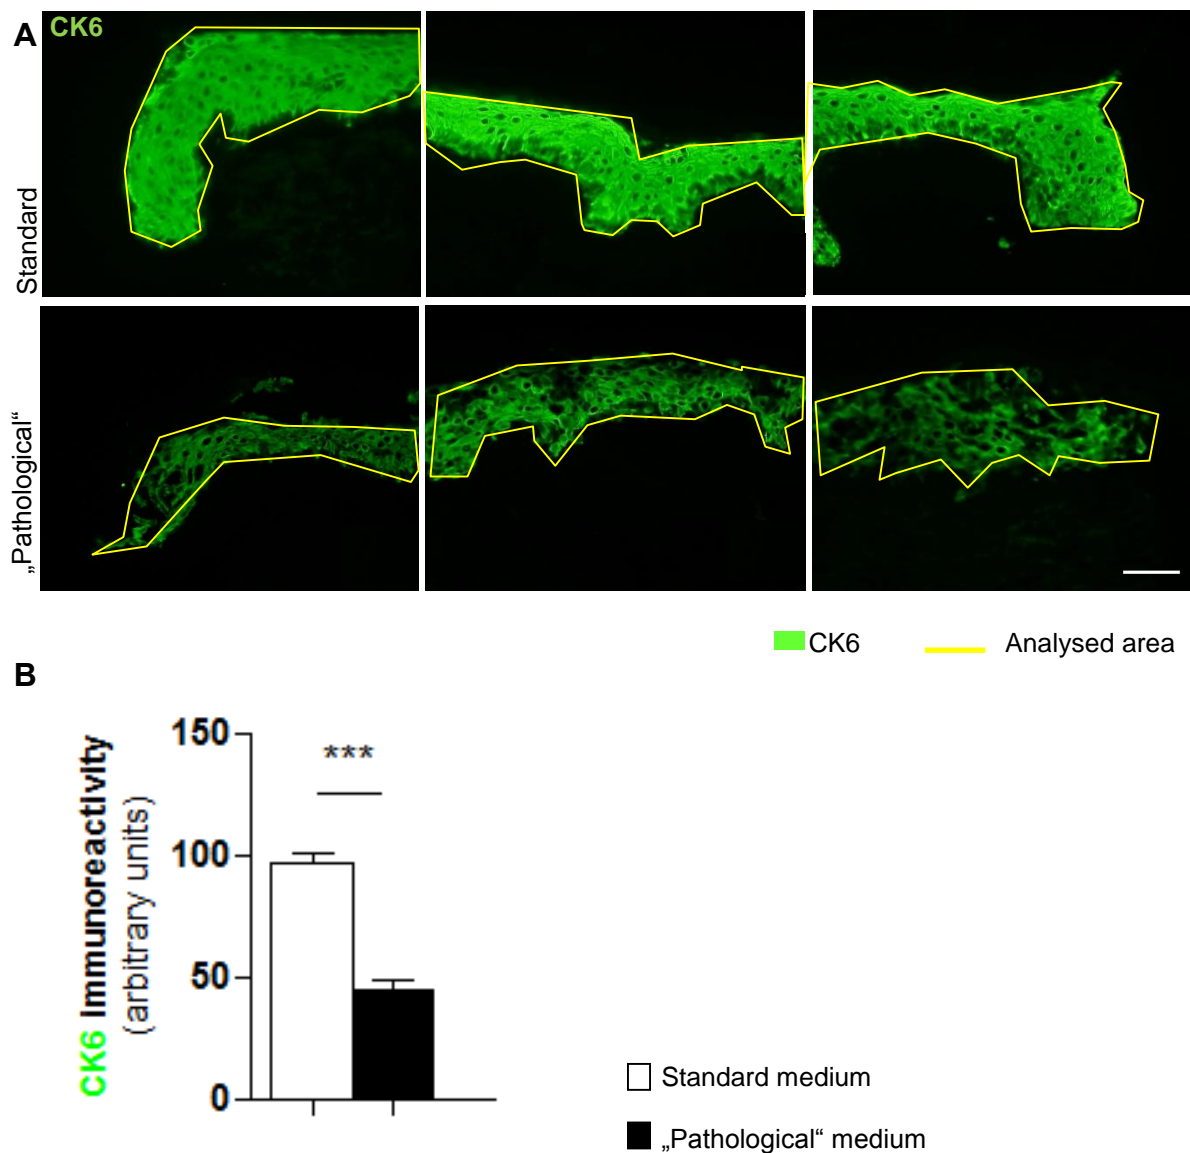 A
CK6
Standard
„Pathological“
CK6
Analysed area
B
CK6 Immunoreactivity
(arbitrary units)
150
100
50
0
***
Standard medium
„Pathological“ medium